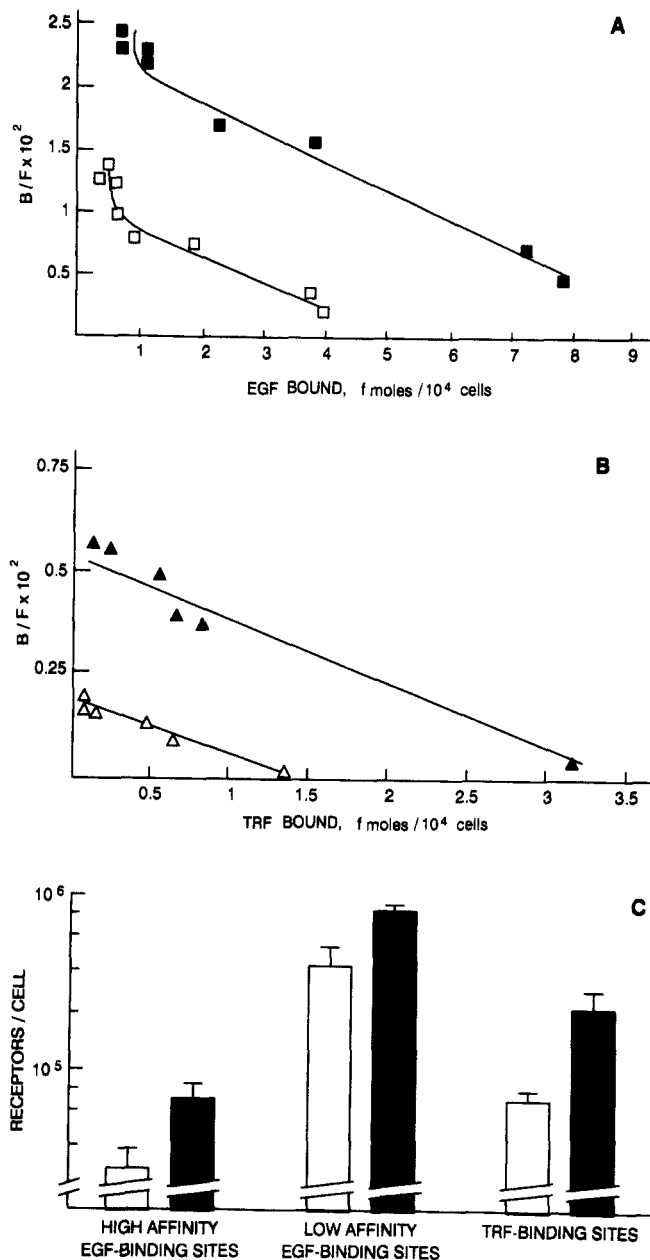 A
2.5
2
1.5
1
0.5
B / F x 10²
1 2 3 4 5 6 7 8 9
EGF BOUND, f moles / 10⁴ cells
B
0.75
0.5
0.25
B / F x 10²
0.5 1 1.5 2 2.5 3 3.5
TRF BOUND, f moles / 10⁴ cells
C
10⁶
10⁵
RECEPTORS / CELL
HIGH AFFINITY
EGF-BINDING SITES
LOW AFFINITY
EGF-BINDING SITES
TRF-BINDING SITES